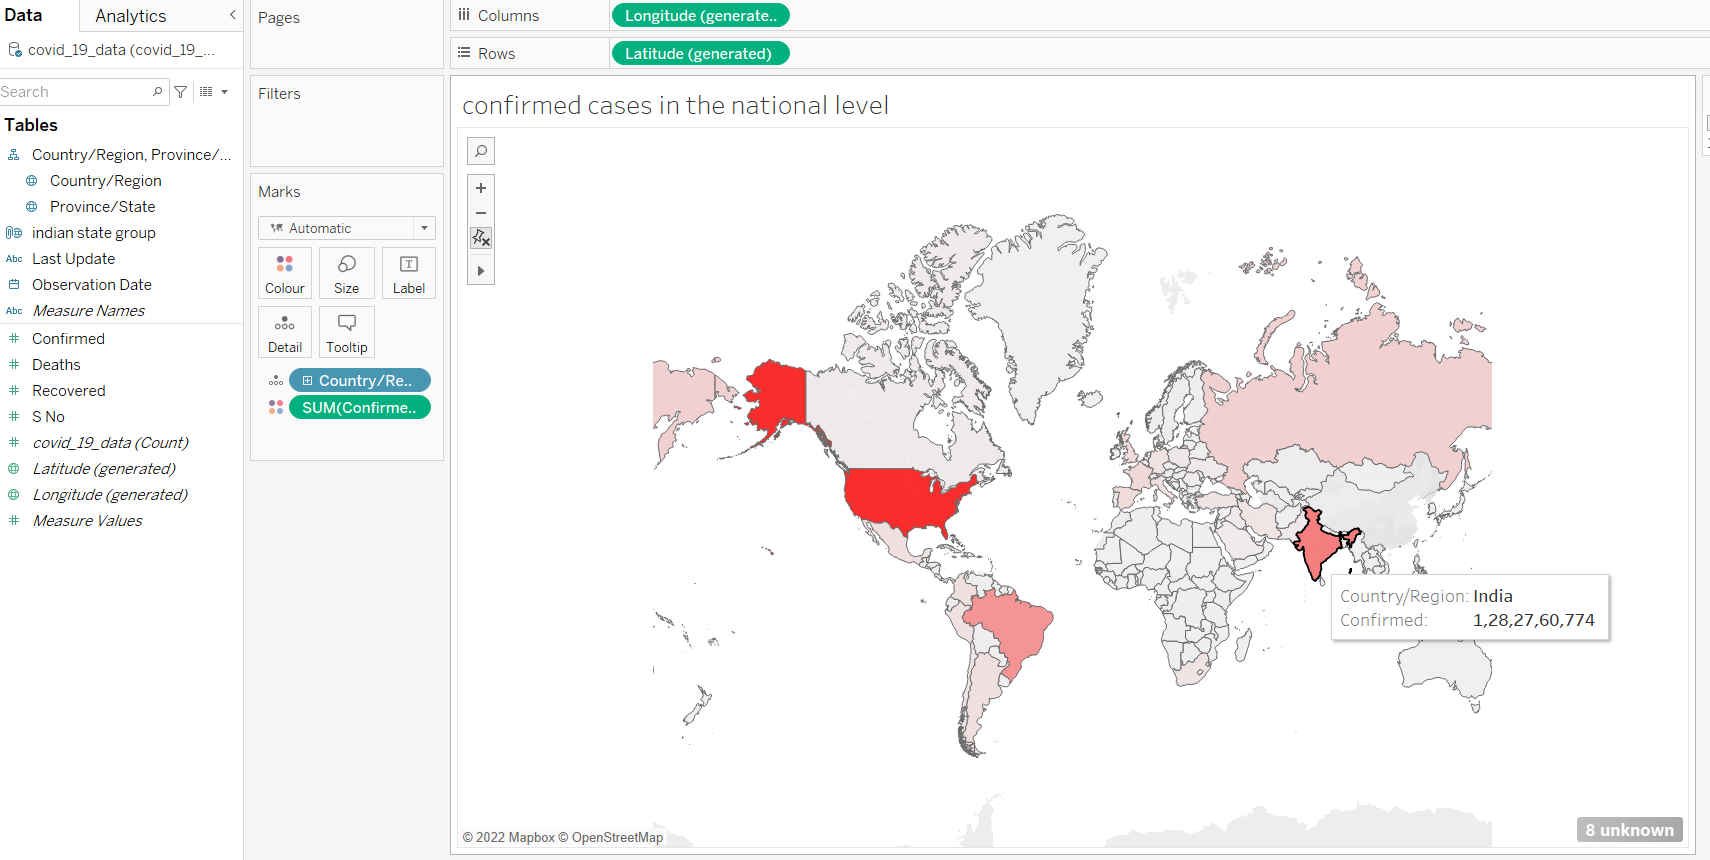 Data
Analytics
covid_19_data (covid_19_...
Search
Tables
Country/Region, Province/...
Country/Region
Province/State
indian state group
Abc Last Update
Observation Date
Abc Measure Names
Confirmed
Deaths
Recovered
S No
covid_19_data (Count)
Latitude (generated)
Longitude (generated)
Measure Values
Pages
Filters
Marks
Automatic
Colour
Size
T
Label
Detail
Tooltip
Country/Re..
SUM(Confirme..
Columns
Longitude (generate..
Rows
Latitude (generated)
confirmed cases in the national level
Country/Region: India
Confirmed: 1,28,27,60,774
© 2022 Mapbox © OpenStreetMap
8 unknown